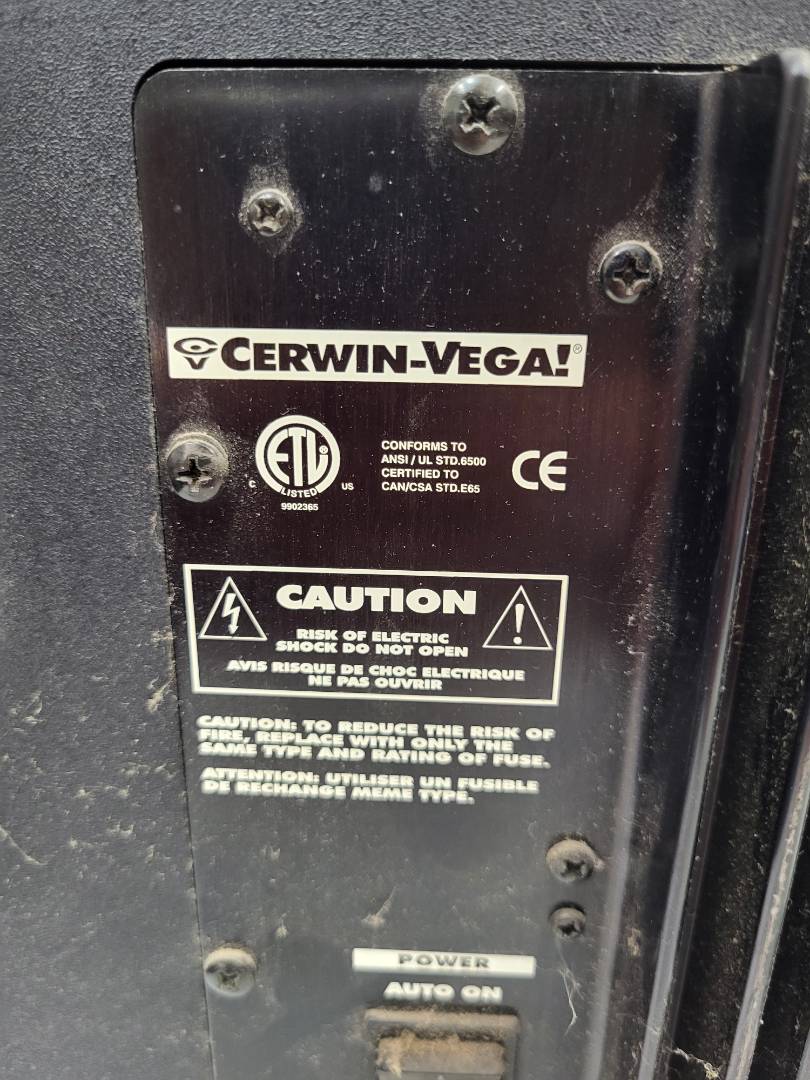 CERWIN-VEGA!®
ETL®
LISTED
C US
9902365
CONFORMS TO
ANSI / UL STD.6500
CERTIFIED TO
CAN/CSA STD.E65
CE
CAUTION
RISK OF ELECTRIC
SHOCK DO NOT OPEN
AVIS RISQUE DE CHOC ELECTRIQUE
NE PAS OUVRIR
CAUTION: TO REDUCE THE RISK OF
FIRE, REPLACE WITH ONLY THE
SAME TYPE AND RATING OF FUSE.
ATTENTION: UTILISER UN FUSIBLE
DE RECHANGE MEME TYPE.
POWER
AUTO ON